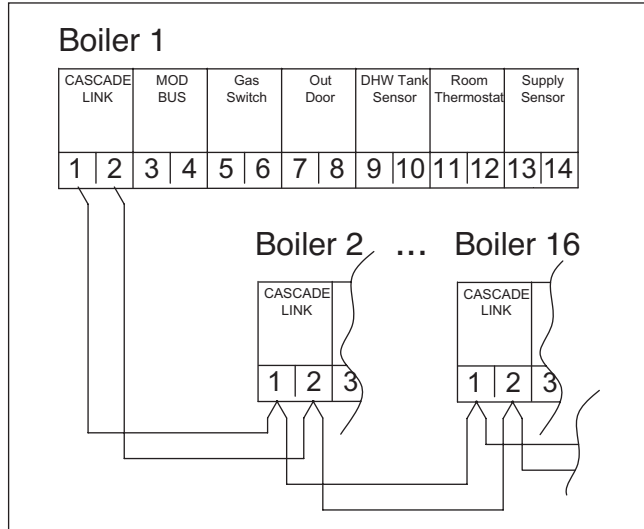 Boiler 1
CASCADE LINK MOD BUS Gas Switch Out Door DHW Tank Sensor Room Thermostat Supply Sensor
1 2 3 4 5 6 7 8 9 10 11 12 13 14
Boiler 2 ... Boiler 16
CASCADE LINK CASCADE LINK
1 2 3 1 2 3